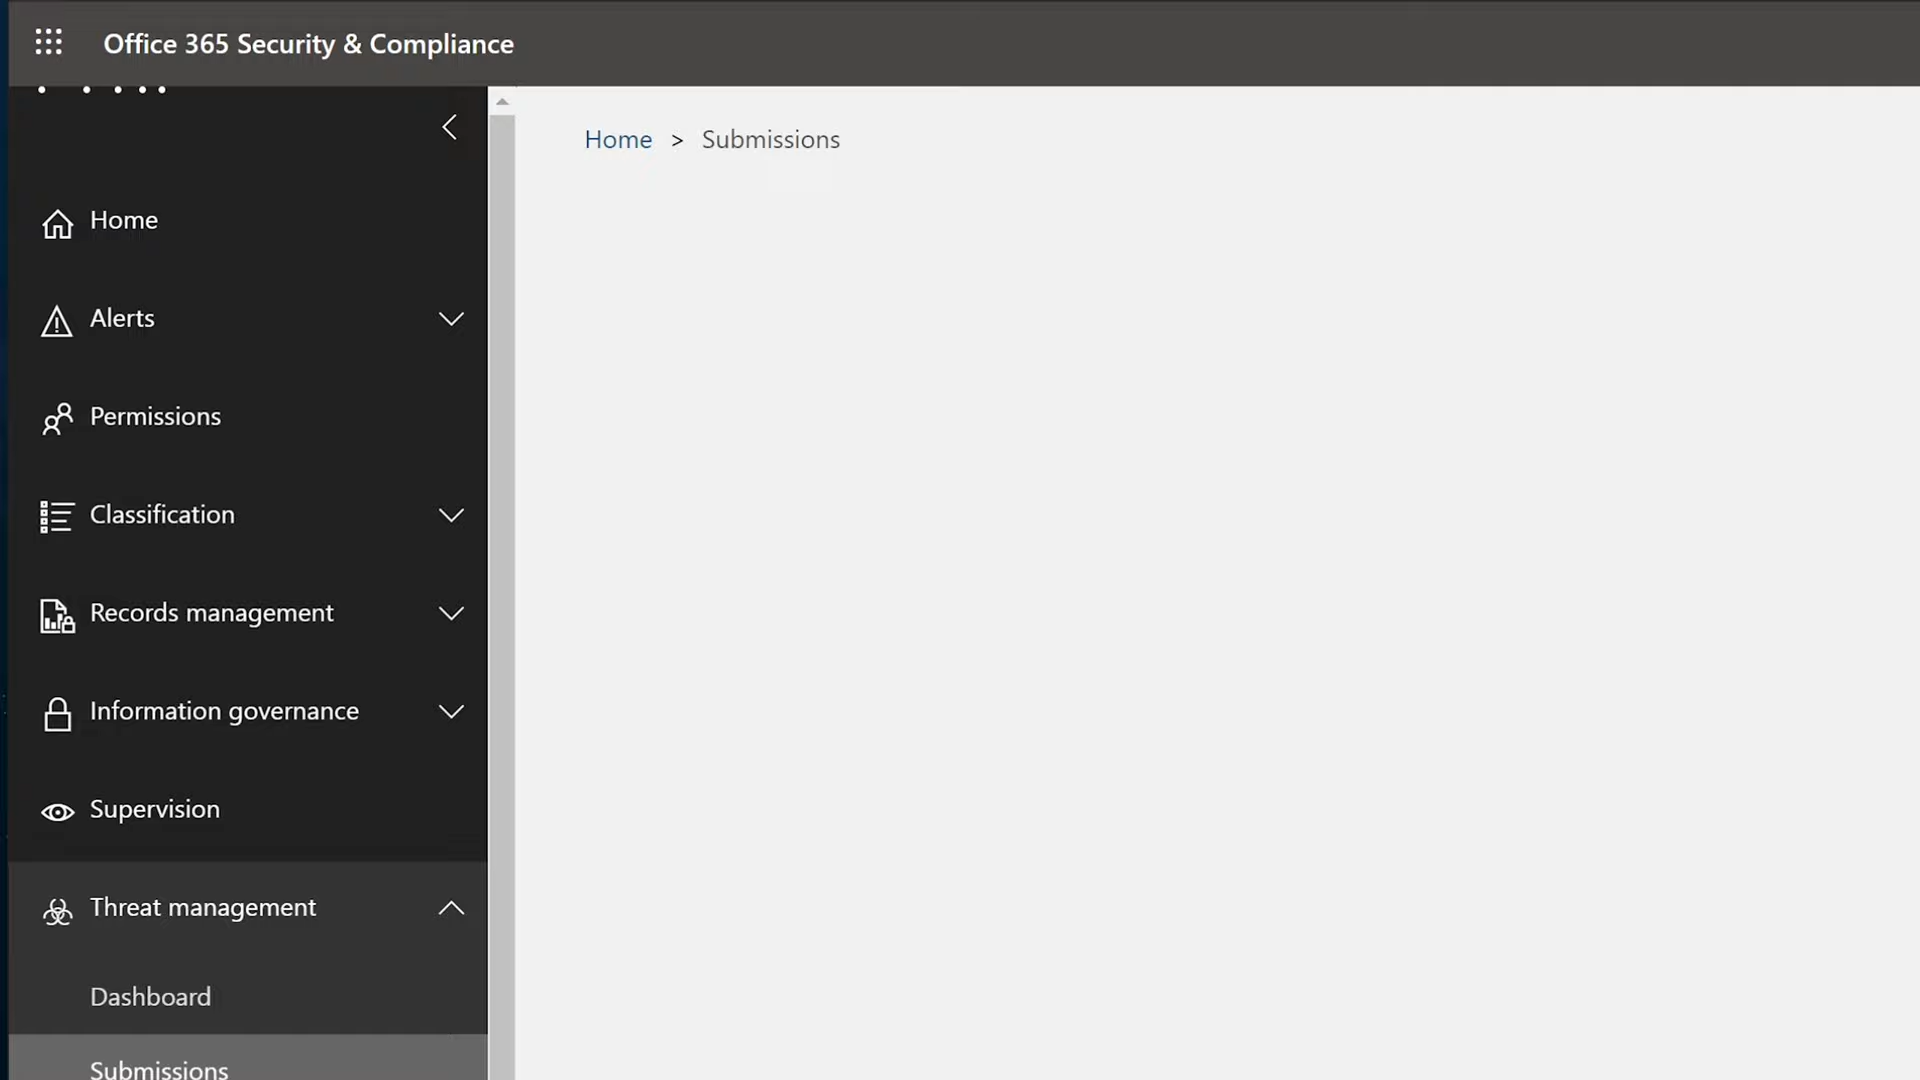 Office 365 Security & Compliance
Home > Submissions
Home
Alerts
Permissions
Classification
Records management
Information governance
Supervision
Threat management
Dashboard
Submissions